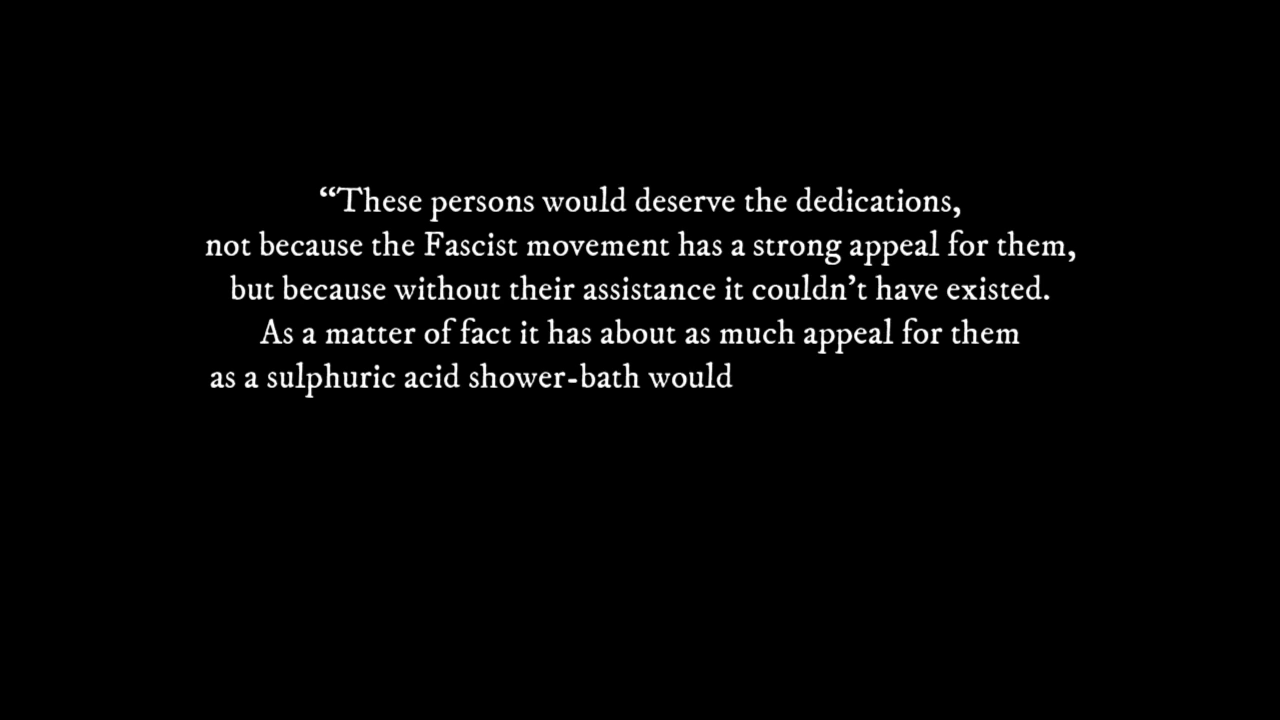 “These persons would deserve the dedications,
not because the Fascist movement has a strong appeal for them,
but because without their assistance it couldn’t have existed.
As a matter of fact it has about as much appeal for them
as a sulphuric acid shower-bath would